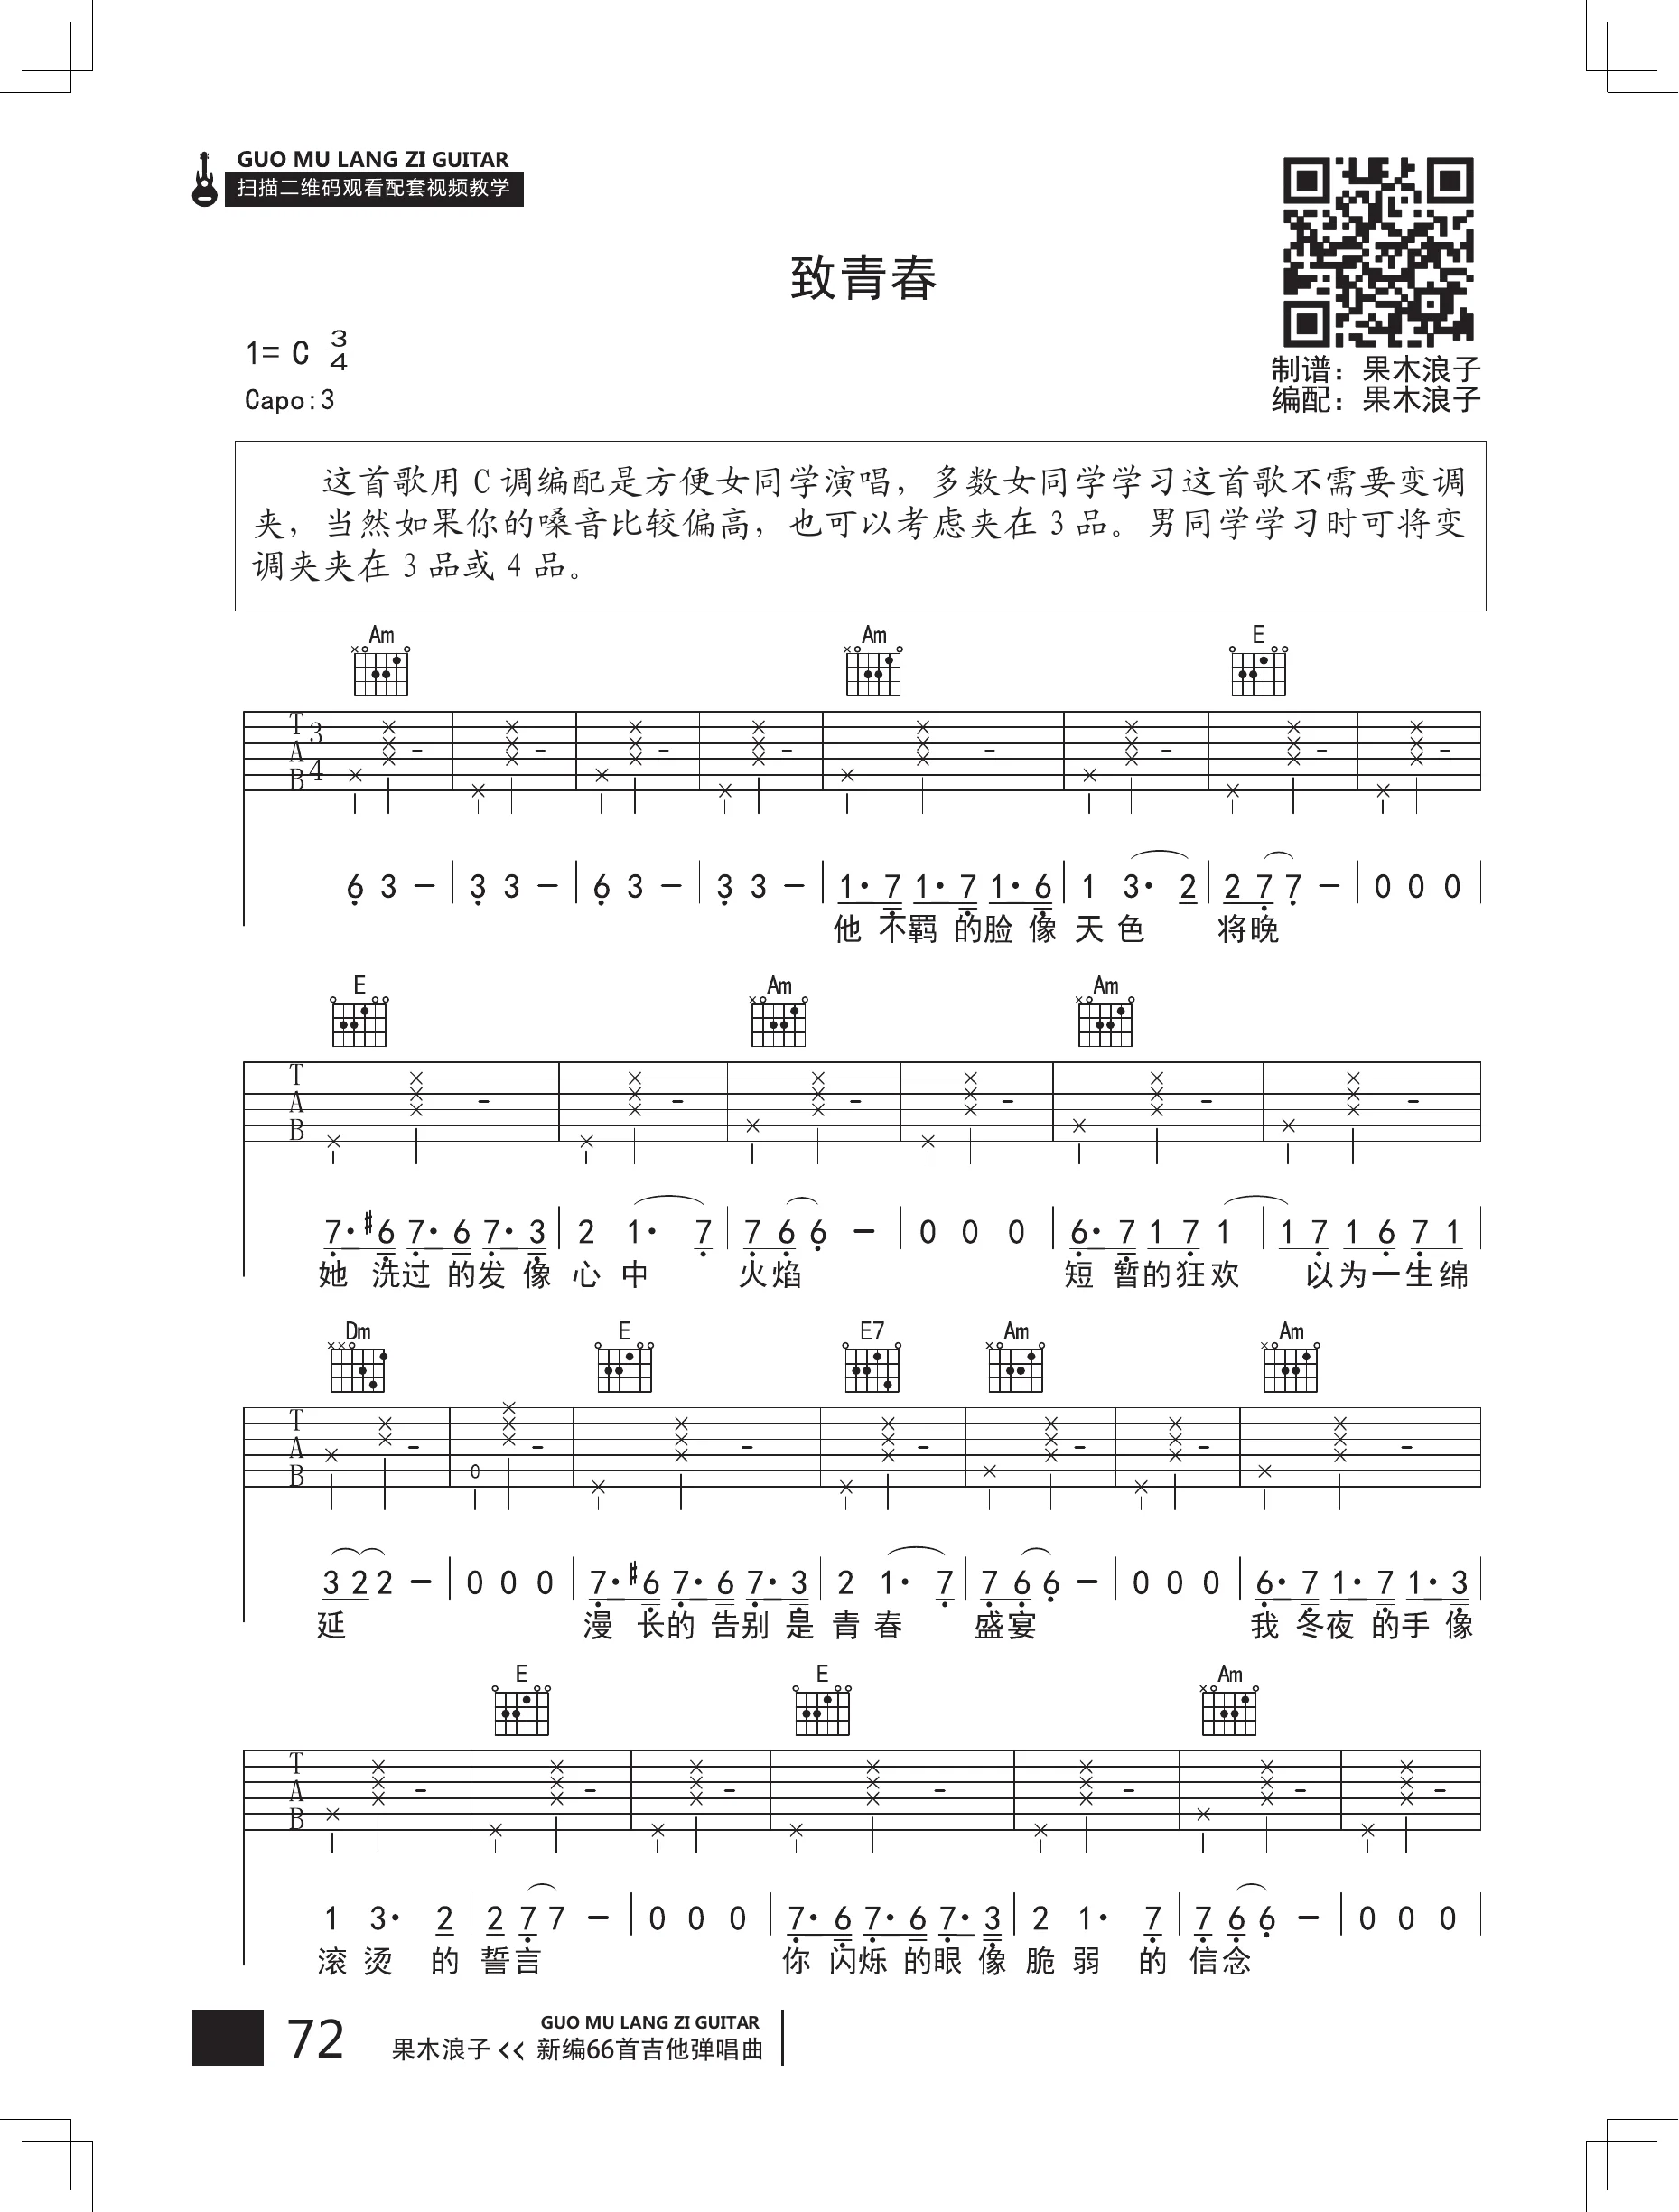 GUO MU LANG ZI GUITAR
扫描二维码观看配套视频教学
致青春
1= C 3/4
Capo:3
制谱：果木浪子
编配：果木浪子
这首歌用 C 调编配是方便女同学演唱，多数女同学学习这首歌不需要变调
夹，当然如果你的嗓音比较偏高，也可以考虑夹在 3 品。男同学学习时可将变
调夹夹在 3 品或 4 品。
Am Am E
T A B 3 4
6 3 - | 3 3 - | 6 3 - | 3 3 - | 1· 7 1· 7 1· 6 | 1 3· 2 | 2 7 7 - | 0 0 0 |
他 不羁 的脸 像 天 色 将晚
E Am Am
T A B
7· #6 7· 6 7· 3 | 2 1· 7 | 7 6 6 - | 0 0 0 | 6· 7 1 7 1 | 1 7 1 6 7 1 |
她 洗过 的发 像 心 中 火焰 短 暂的狂欢 以为一生绵
Dm E E7 Am Am
T A B
3 2 2 - | 0 0 0 | 7· #6 7· 6 7· 3 | 2 1· 7 | 7 6 6 - | 0 0 0 | 6· 7 1· 7 1· 3 |
延 漫 长的 告别 是 青 春 盛宴 我 冬夜 的手 像
E E Am
T A B
1 3· 2 | 2 7 7 - | 0 0 0 | 7· 6 7· 6 7· 3 | 2 1· 7 | 7 6 6 - | 0 0 0 |
滚 烫 的 誓言 你 闪烁 的眼 像 脆 弱 的 信念
72
GUO MU LANG ZI GUITAR
果木浪子 << 新编66首吉他弹唱曲